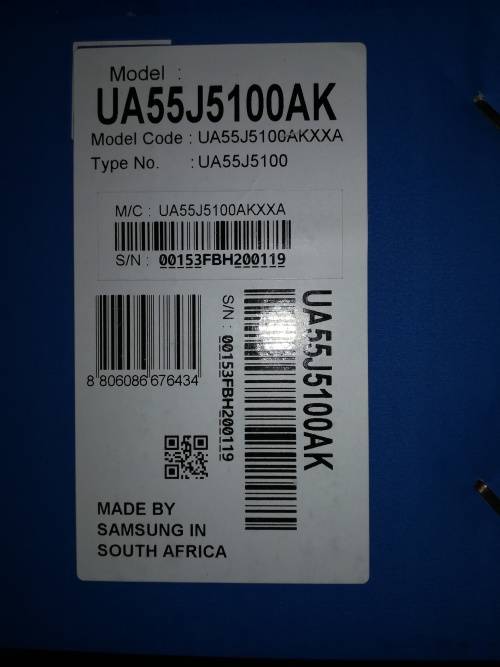 Model :
UA55J5100AK
Model Code : UA55J5100AKXXA
Type No. : UA55J5100
M/C : UA55J5100AKXXA
S/N : 00153FBH200119
8 806086 676434
S/N : 00153FBH200119
UA55J5100AK
MADE BY
SAMSUNG IN
SOUTH AFRICA